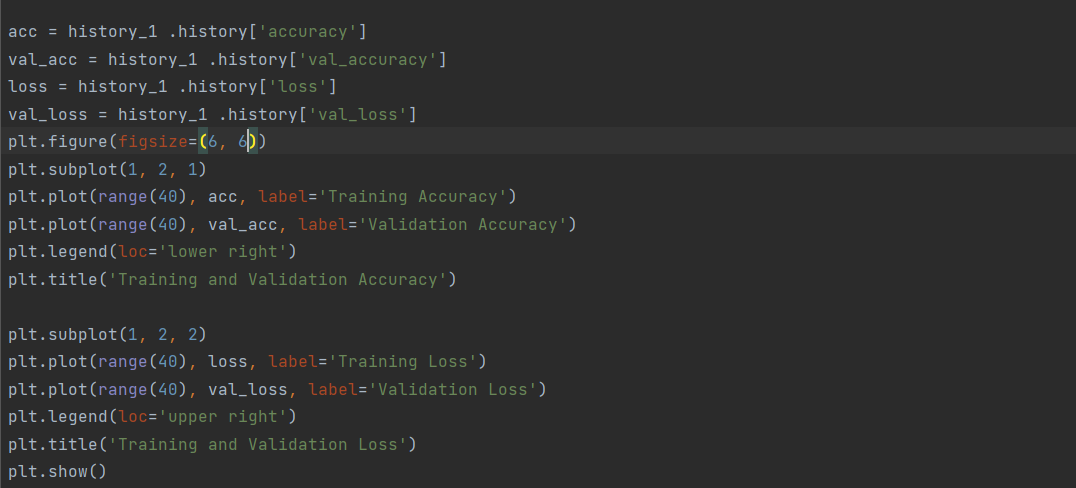 acc = history_1 .history['accuracy']
val_acc = history_1 .history['val_accuracy']
loss = history_1 .history['loss']
val_loss = history_1 .history['val_loss']
plt.figure(figsize=(6, 6))
plt.subplot(1, 2, 1)
plt.plot(range(40), acc, label='Training Accuracy')
plt.plot(range(40), val_acc, label='Validation Accuracy')
plt.legend(loc='lower right')
plt.title('Training and Validation Accuracy')
plt.subplot(1, 2, 2)
plt.plot(range(40), loss, label='Training Loss')
plt.plot(range(40), val_loss, label='Validation Loss')
plt.legend(loc='upper right')
plt.title('Training and Validation Loss')
plt.show()